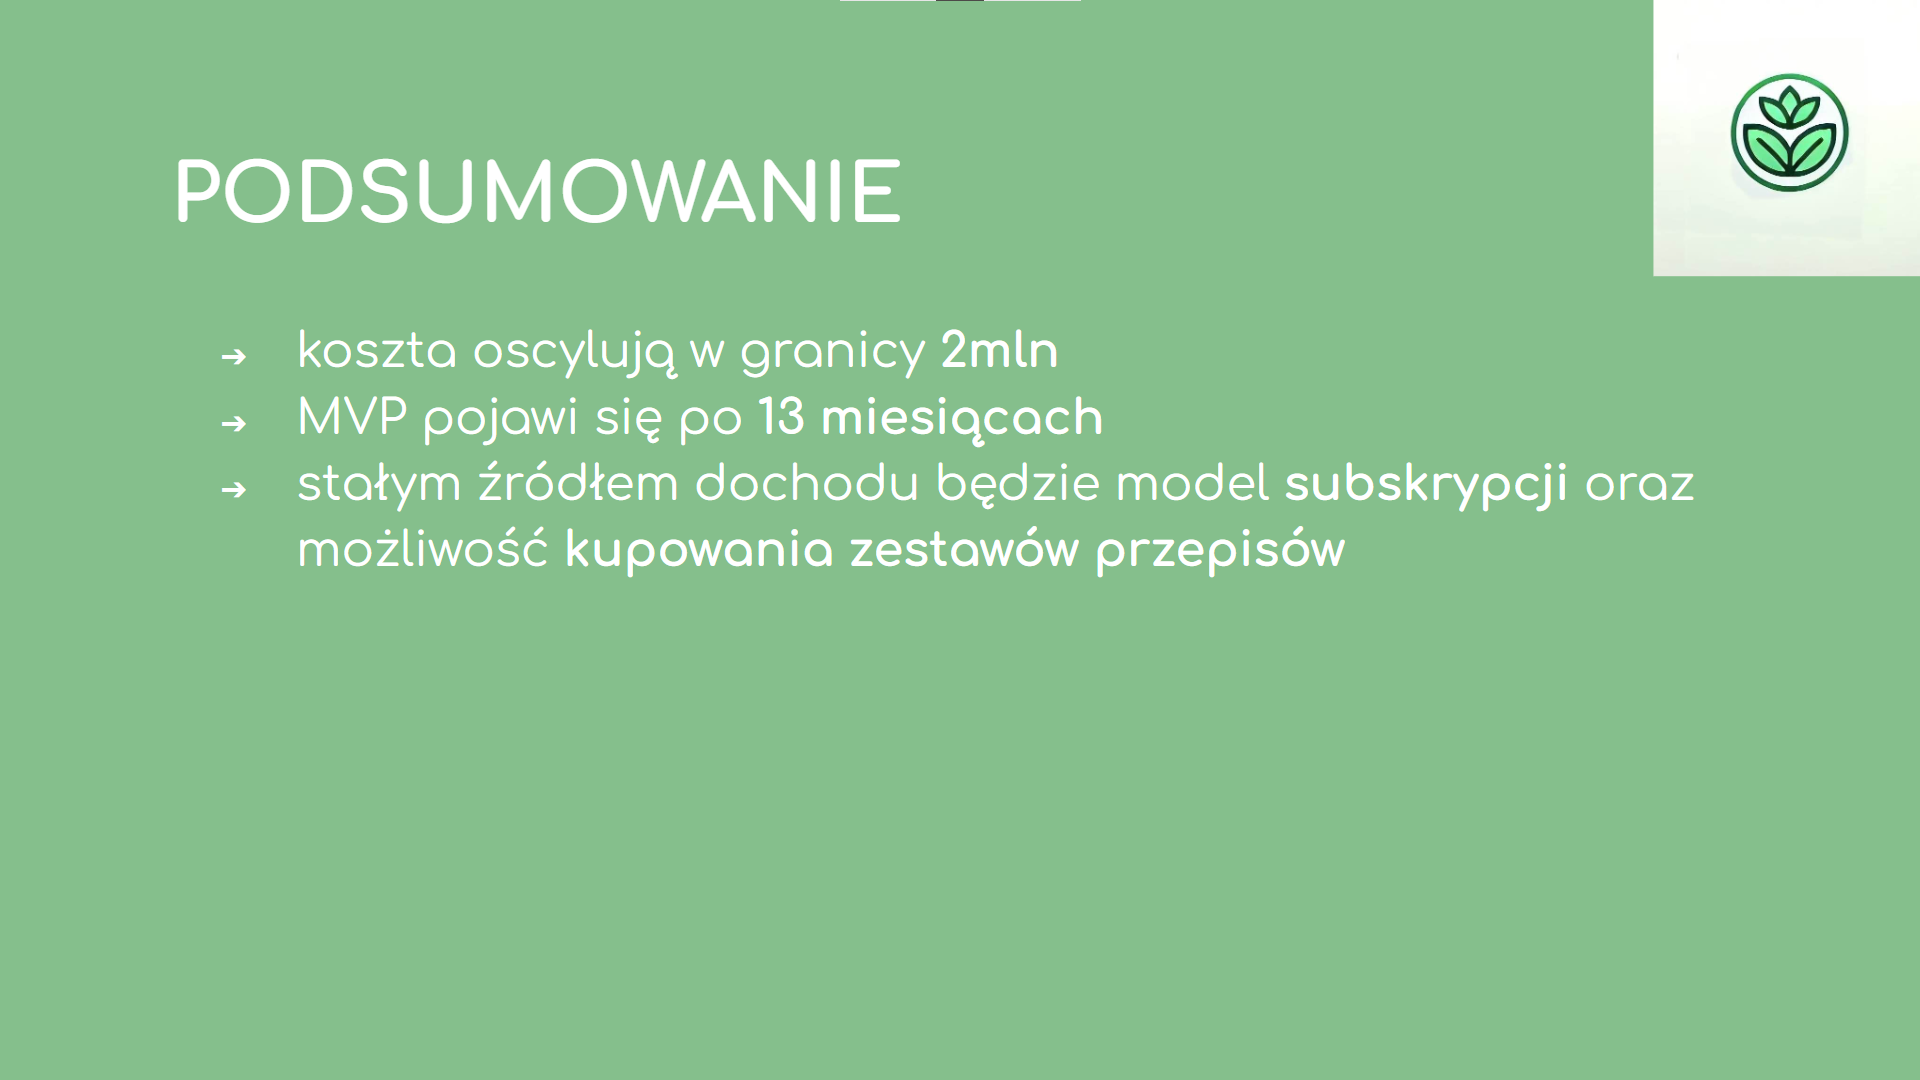 PODSUMOWANIE
➔ koszta oscylują w granicy 2mln
➔ MVP pojawi się po 13 miesiącach
➔ stałym źródłem dochodu będzie model subskrypcji oraz
możliwość kupowania zestawów przepisów